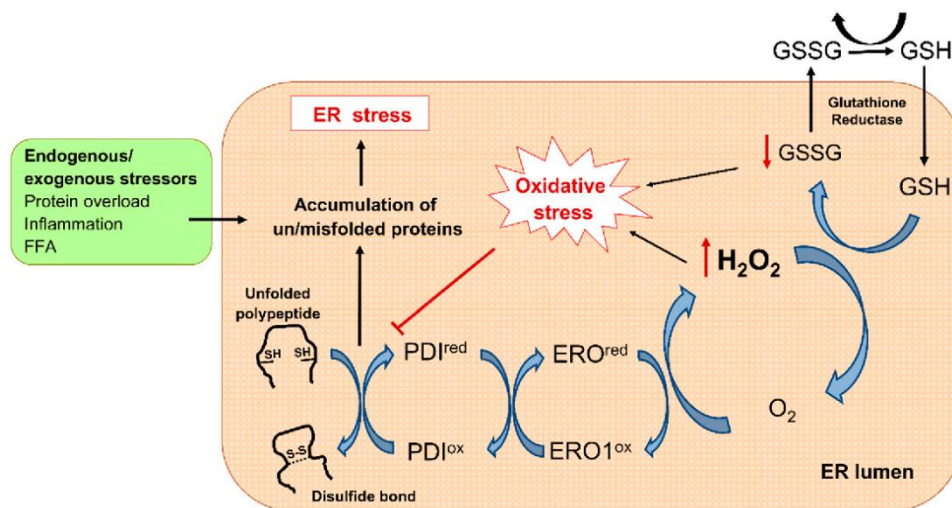 GSSG
GSH
Glutathione
Reductase
ER stress
GSSG
Endogenous/
exogenous stressors
Protein overload
Inflammation
FFA
Oxidative
stress
GSH
Accumulation of
un/misfolded proteins
H₂O₂
Unfolded
polypeptide
SH SH
PDIʳᵉᵈ
EROʳᵉᵈ
O₂
S-S
PDIᵒˣ
ERO1ᵒˣ
ER lumen
Disulfide bond